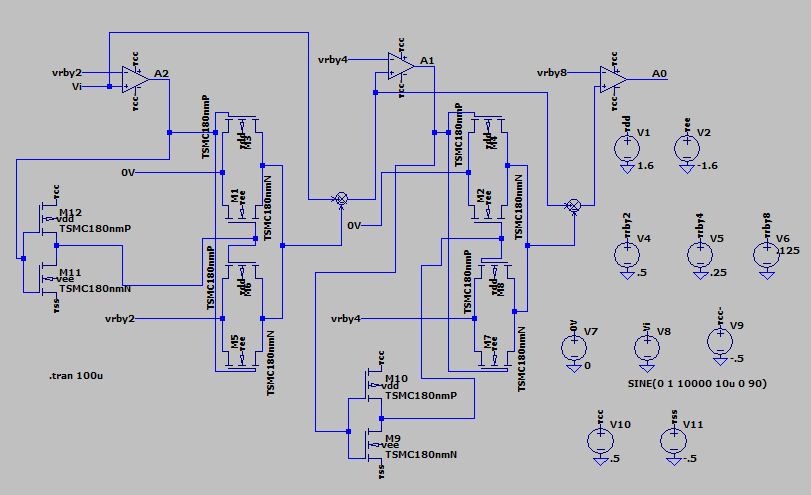 vrby2
Vi
vcc
vcc
A2
vrby4
vcc
vcc
A1
vrby8
vcc
vcc
A0
TSMC180nmP
vdd
M3
0V
M1
vee
TSMC180nmN
TSMC180nmP
vdd
M6
vrby2
M5
vee
TSMC180nmN
vcc
M12
vdd
TSMC180nmP
M11
vee
TSMC180nmN
vss
TSMC180nmP
vdd
M4
0V
M2
vee
TSMC180nmN
TSMC180nmP
vdd
M8
vrby4
M7
vee
TSMC180nmN
vcc
M10
vdd
TSMC180nmP
M9
vee
TSMC180nmN
vss
vdd
V1
1.6
vee
V2
-1.6
vrby2
V4
.5
vrby4
V5
.25
vrby8
V6
.125
0V
V7
0
Vi
V8
SINE(0 1 10000 10u 0 90)
vcc-
V9
-.5
vcc
V10
.5
vss
V11
-.5
.tran 100u